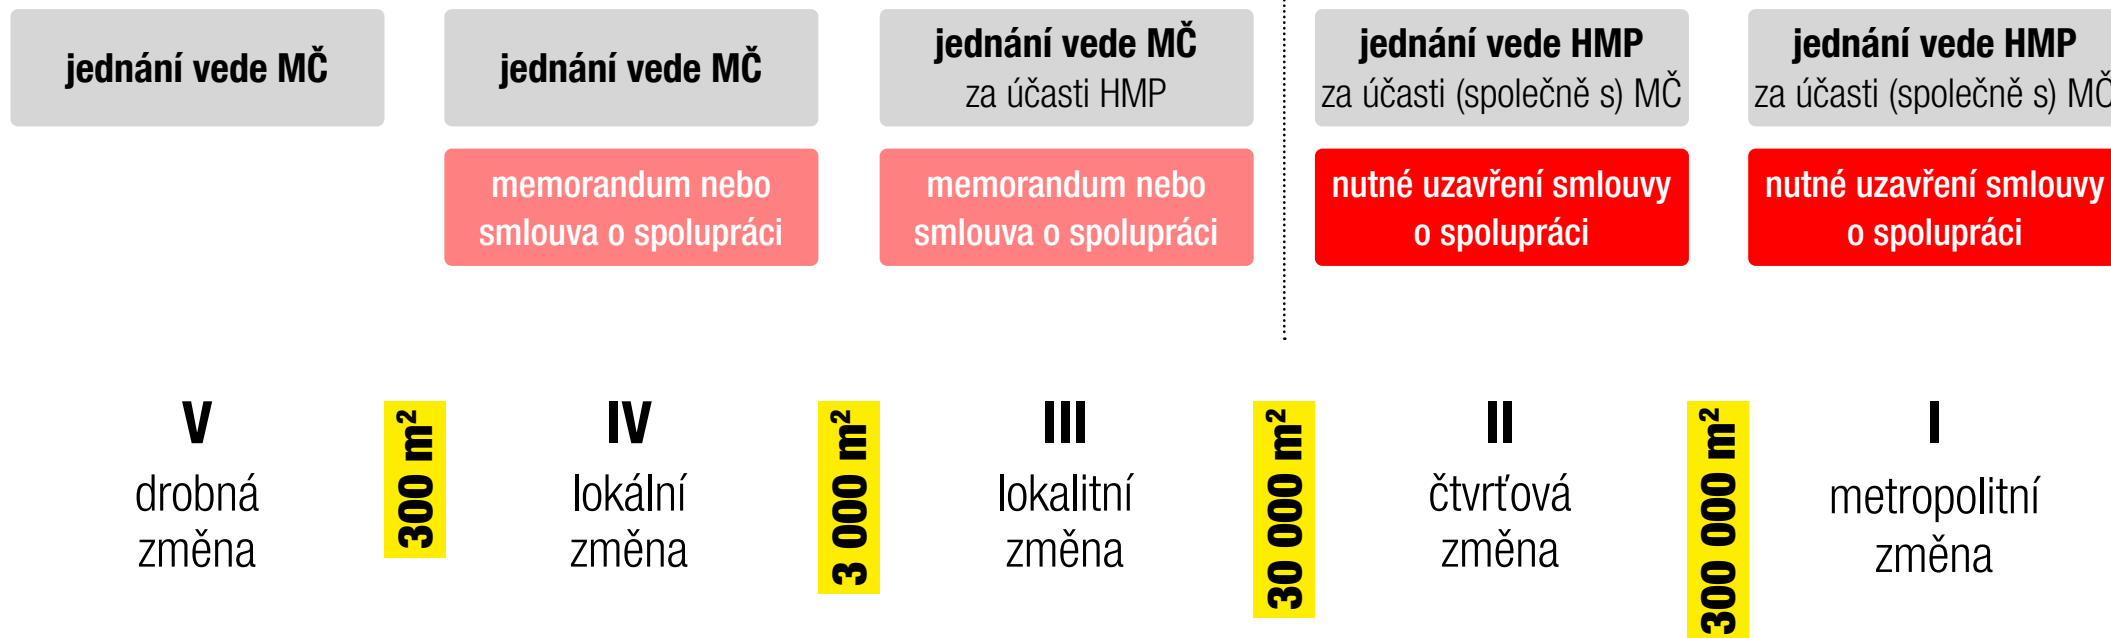 jednání vede MČ
jednání vede MČ
jednání vede MČ
za účasti HMP
jednání vede HMP
za účasti (společně s) MČ
jednání vede HMP
za účasti (společně s) MČ
memorandum nebo
smlouva o spolupráci
memorandum nebo
smlouva o spolupráci
nutné uzavření smlouvy
o spolupráci
nutné uzavření smlouvy
o spolupráci
V
drobná
změna
300 m²
IV
lokální
změna
3 000 m²
III
lokalitní
změna
30 000 m²
II
čtvrťová
změna
300 000 m²
I
metropolitní
změna